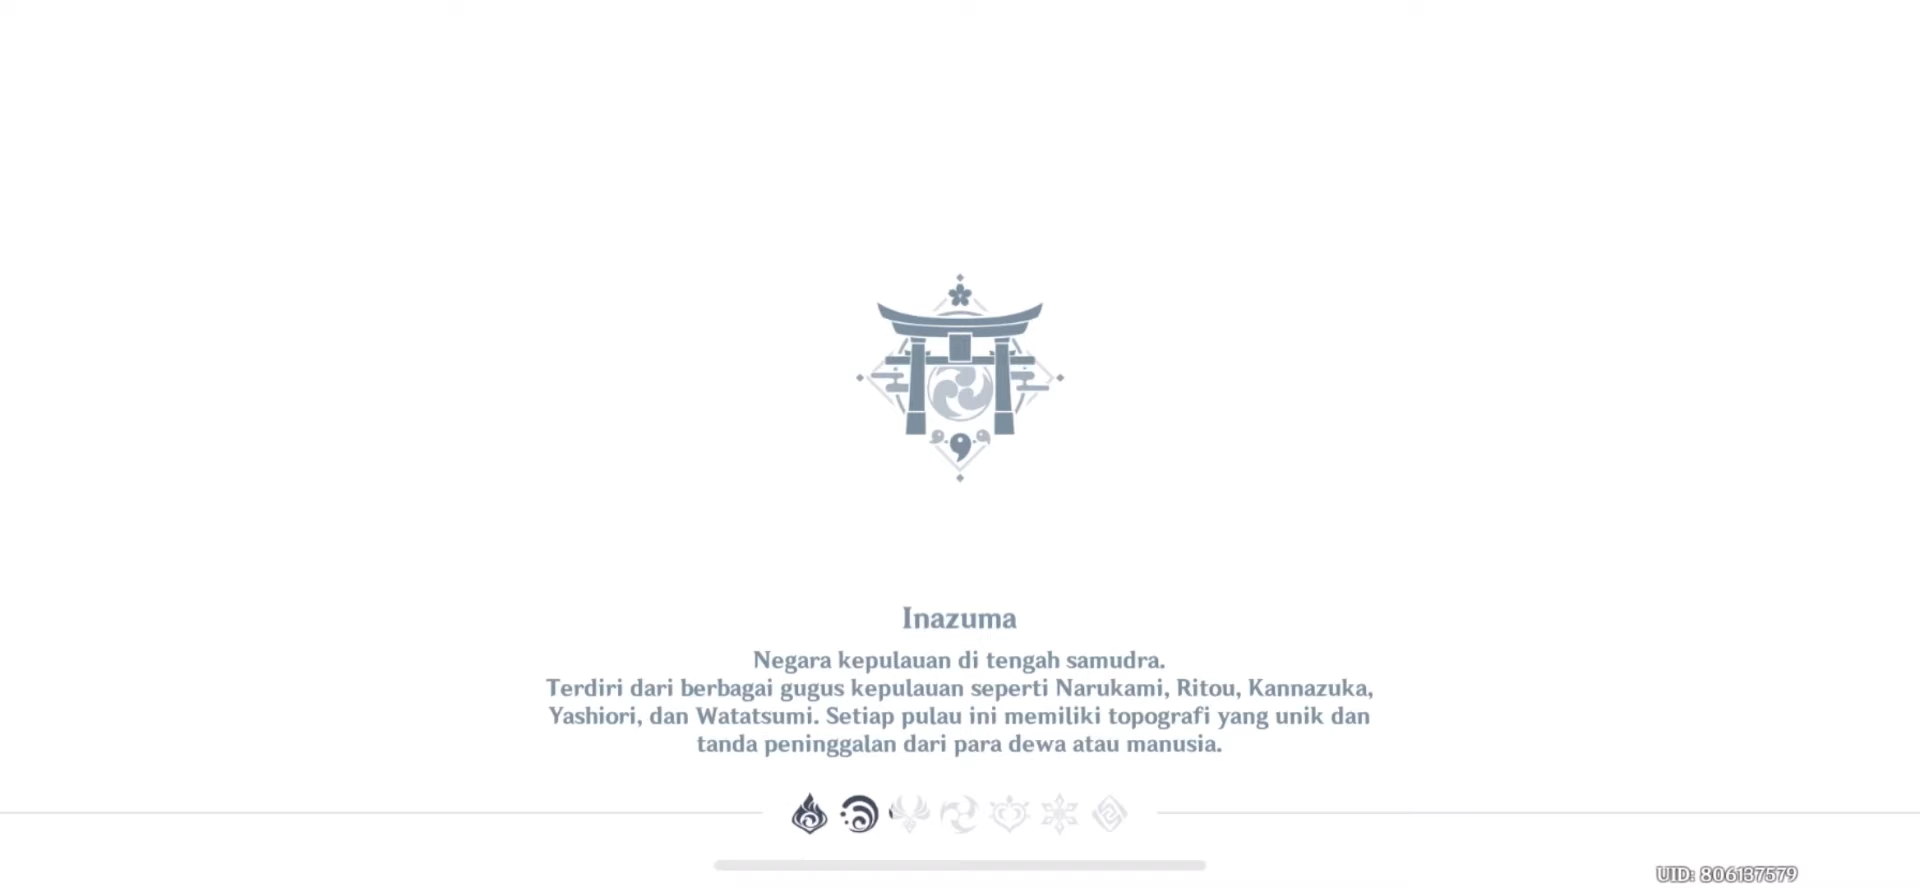 Inazuma
Negara kepulauan di tengah samudra.
Terdiri dari berbagai gugus kepulauan seperti Narukami, Ritou, Kannazuka,
Yashiori, dan Watatsumi. Setiap pulau ini memiliki topografi yang unik dan
tanda peninggalan dari para dewa atau manusia.
UID: 806137579